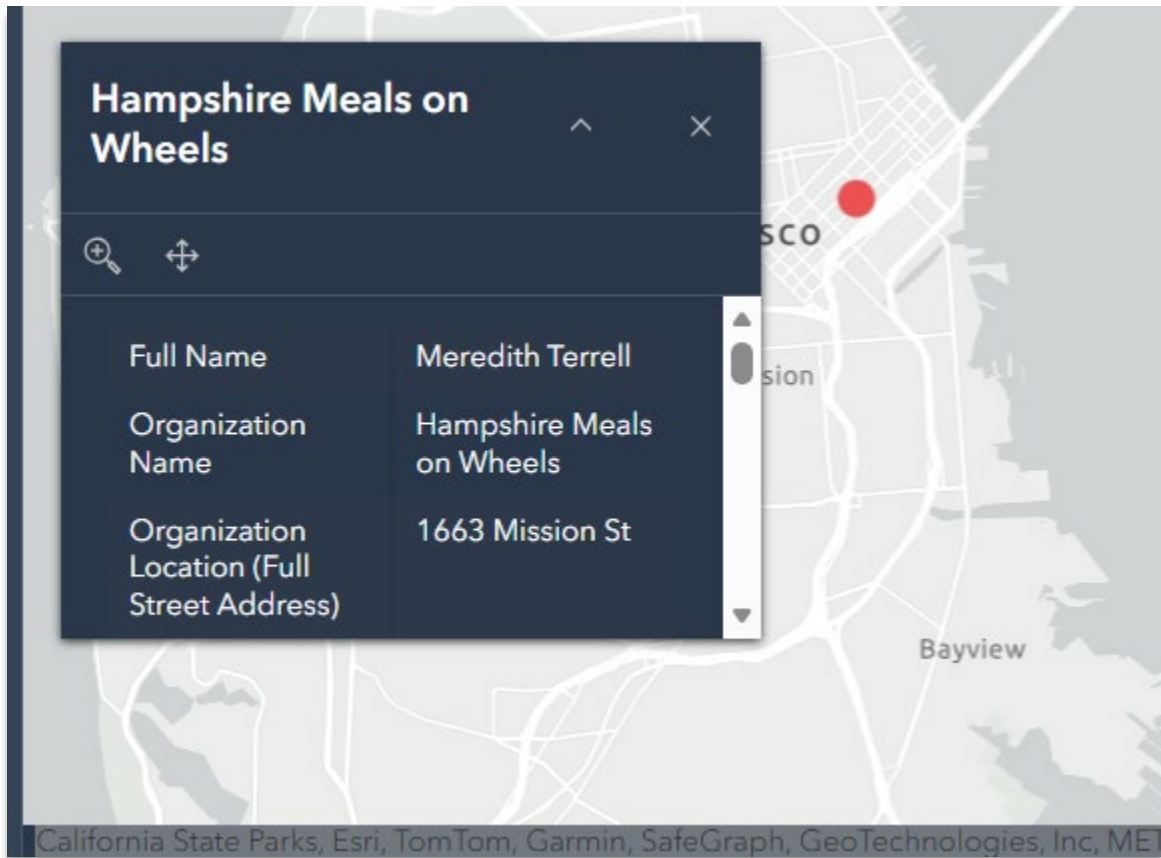 Hampshire Meals on
Wheels
SCO
Full Name Meredith Terrell
sion
Organization Hampshire Meals
Name on Wheels
Organization 1663 Mission St
Location (Full
Street Address)
Bayview
California State Parks, Esri, TomTom, Garmin, SafeGraph, GeoTechnologies, Inc, MET